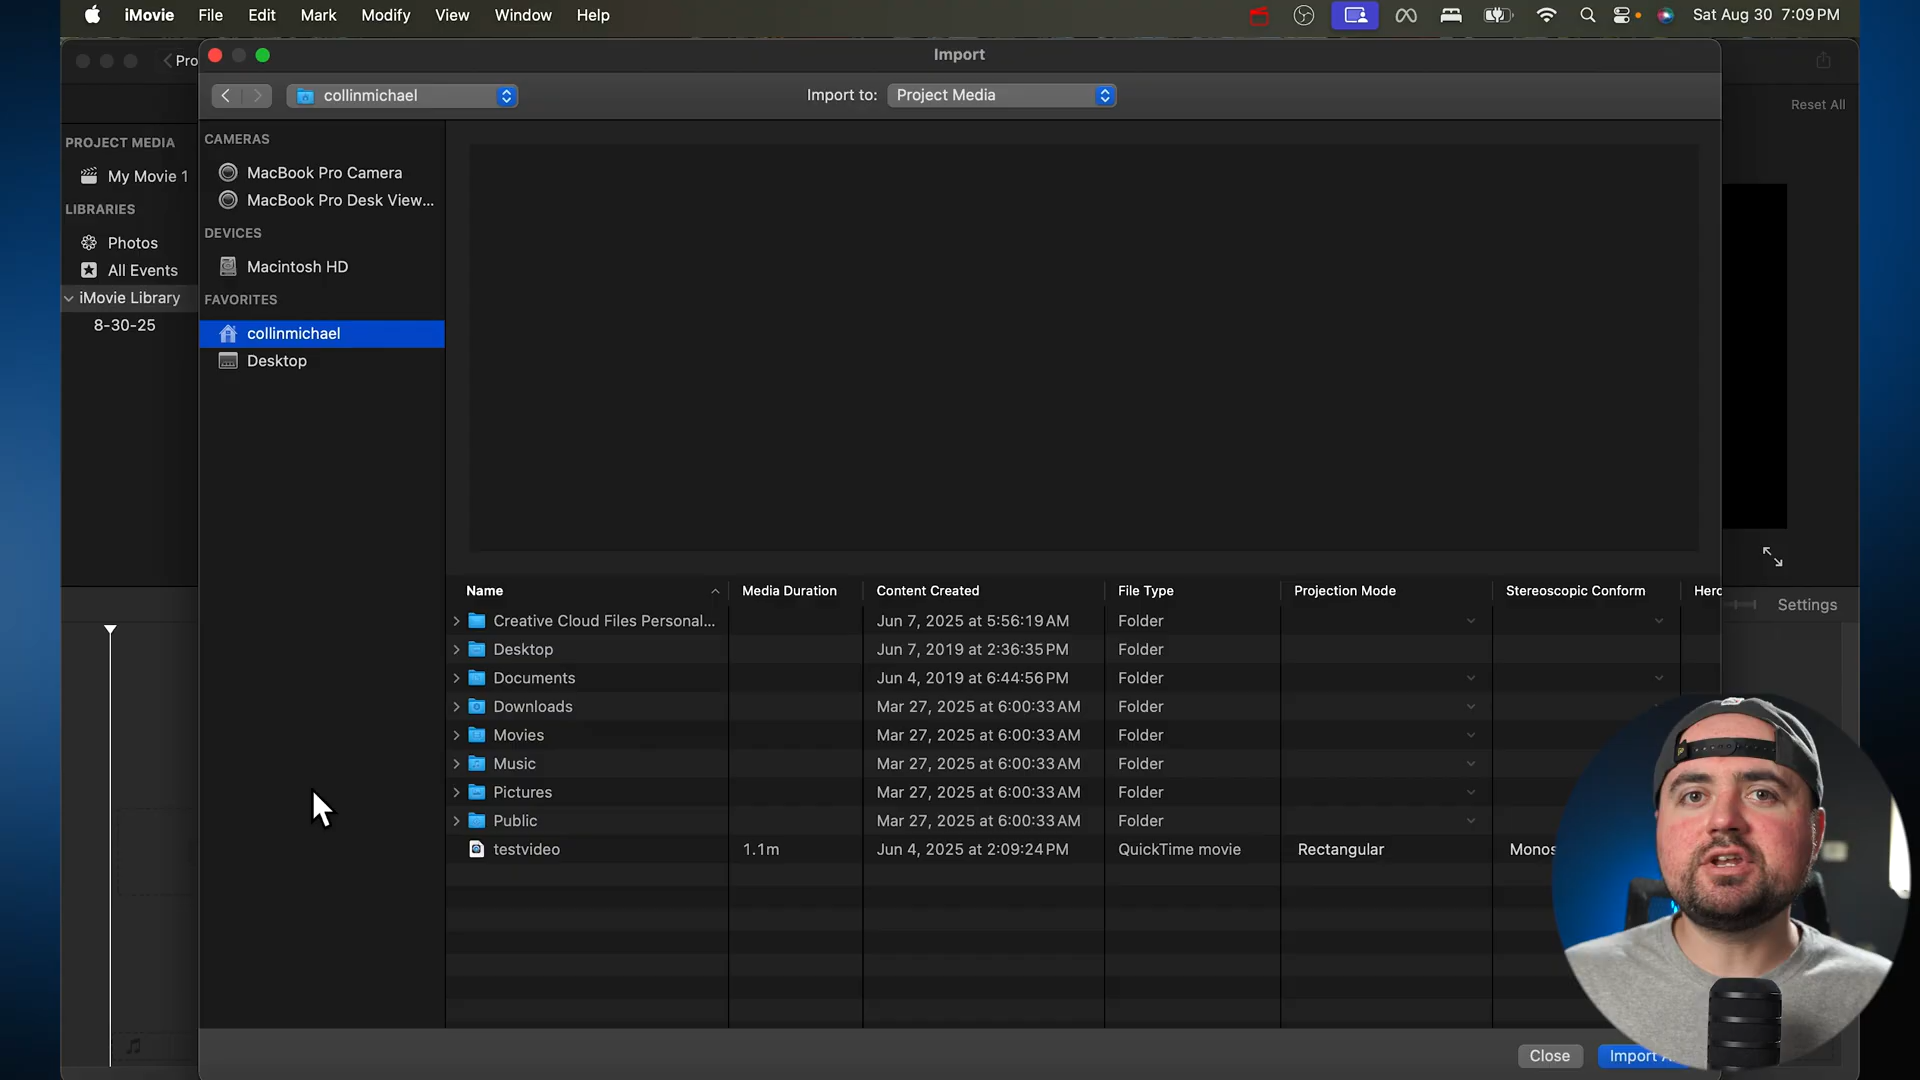 iMovie File Edit Mark Modify View Window Help Sat Aug 30 7:09 PM
Import
Pro
collinmichael Import to: Project Media
Reset All
PROJECT MEDIA
My Movie 1
LIBRARIES
Photos
All Events
iMovie Library
8-30-25
CAMERAS
MacBook Pro Camera
MacBook Pro Desk View...
DEVICES
Macintosh HD
FAVORITES
collinmichael
Desktop
Name Media Duration Content Created File Type Projection Mode Stereoscopic Conform Herc
Creative Cloud Files Personal... Jun 7, 2025 at 5:56:19 AM Folder
Desktop Jun 7, 2019 at 2:36:35 PM Folder
Documents Jun 4, 2019 at 6:44:56 PM Folder
Downloads Mar 27, 2025 at 6:00:33 AM Folder
Movies Mar 27, 2025 at 6:00:33 AM Folder
Music Mar 27, 2025 at 6:00:33 AM Folder
Pictures Mar 27, 2025 at 6:00:33 AM Folder
Public Mar 27, 2025 at 6:00:33 AM Folder
testvideo 1.1m Jun 4, 2025 at 2:09:24 PM QuickTime movie Rectangular Monos
Settings
Close Import